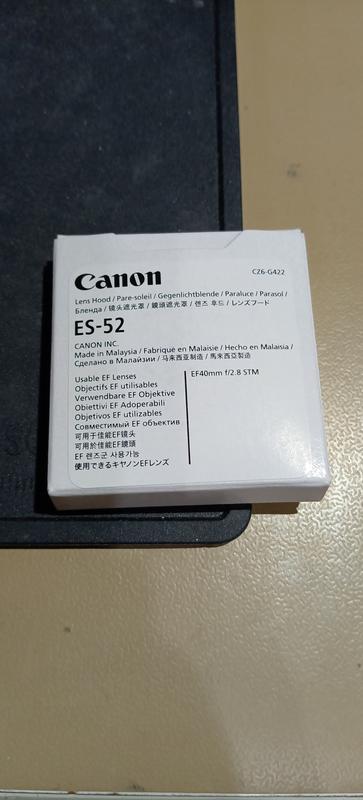 Canon
CZ6-G422
Lens Hood / Pare-soleil / Gegenlichtblende / Paraluce / Parasol /
Бленда / 镜头遮光罩 / 鏡頭遮光罩 / 렌즈 후드 / レンズフード
ES-52
CANON INC.
Made in Malaysia / Fabriqué en Malaisie / Hecho en Malaisia /
Сделано в Малайзии / 马来西亚制造 / 馬來西亞製造
Usable EF Lenses
Objectifs EF utilisables
Verwendbare EF Objektive
Obiettivi EF Adoperabili
Objetivos EF utilizables
Совместимый EF объектив
可用于佳能EF镜头
可用於佳能EF鏡頭
EF 렌즈군 사용가능
使用できるキヤノンEFレンズ
EF40mm f/2.8 STM